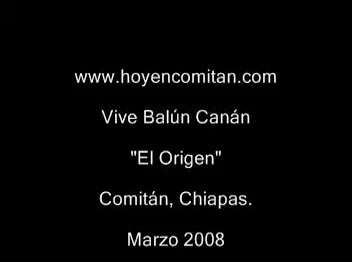 www.hoyencomitan.com
Vive Balún Canán
"El Origen"
Comitán, Chiapas.
Marzo 2008